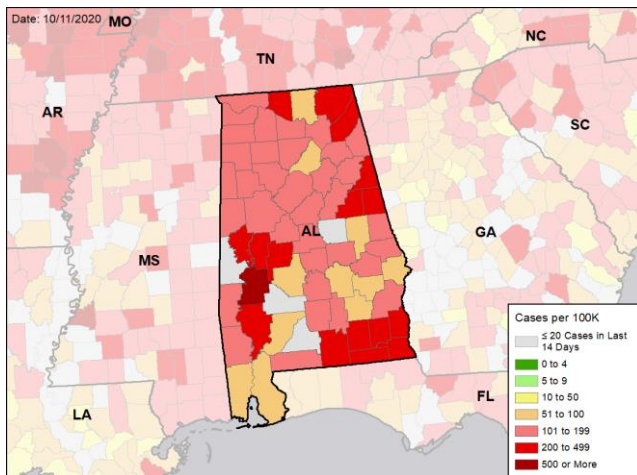 Date: 10/11/2020
MO
NC
TN
AR
SC
AL
GA
MS
LA
FL
Cases per 100K
≤ 20 Cases in Last
14 Days
0 to 4
5 to 9
10 to 50
51 to 100
101 to 199
200 to 499
500 or More